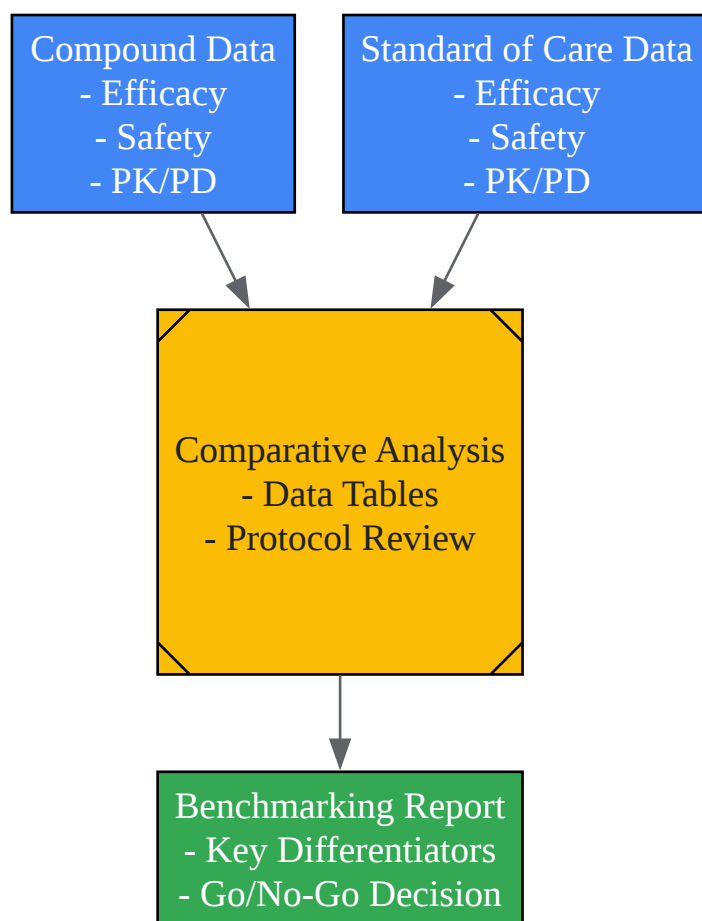 Compound Data
- Efficacy
- Safety
- PK/PD
Standard of Care Data
- Efficacy
- Safety
- PK/PD
Comparative Analysis
- Data Tables
- Protocol Review
Benchmarking Report
- Key Differentiators
- Go/No-Go Decision